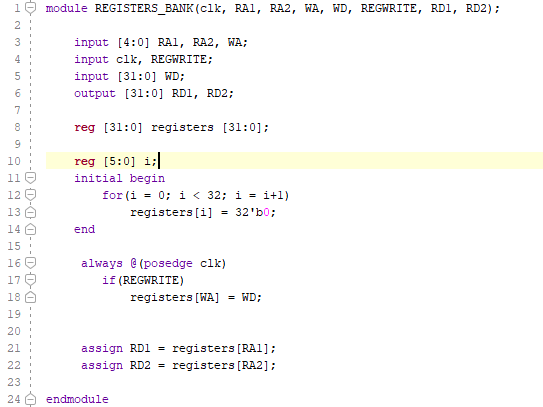 1 module REGISTERS_BANK(clk, RA1, RA2, WA, WD, REGWRITE, RD1, RD2);
2
3     input [4:0] RA1, RA2, WA;
4     input clk, REGWRITE;
5     input [31:0] WD;
6     output [31:0] RD1, RD2;
7
8     reg [31:0] registers [31:0];
9
10     reg [5:0] i;
11     initial begin
12         for(i = 0; i < 32; i = i+1)
13             registers[i] = 32'b0;
14     end
15
16      always @(posedge clk)
17         if(REGWRITE)
18             registers[WA] = WD;
19
20
21      assign RD1 = registers[RA1];
22      assign RD2 = registers[RA2];
23
24 endmodule